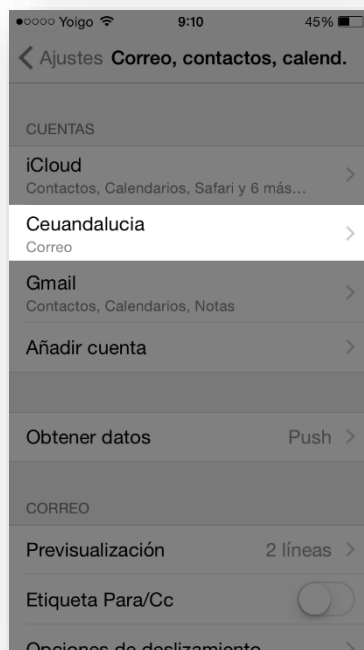 Yoigo 9:10 45%
Ajustes Correo, contactos, calend.
CUENTAS
iCloud
Contactos, Calendarios, Safari y 6 más...
Ceuandalucia
Correo
Gmail
Contactos, Calendarios, Notas
Añadir cuenta
Obtener datos Push
CORREO
Previsualización 2 líneas
Etiqueta Para/Cc
Opciones de deslizamiento